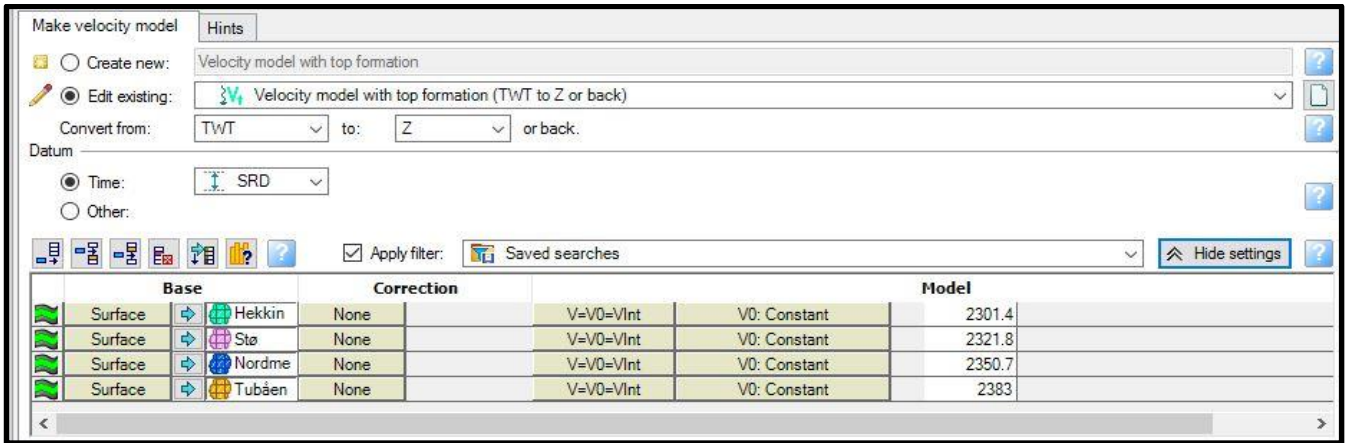 Make velocity model Hints
Create new: Velocity model with top formation ?
Edit existing: Velocity model with top formation (TWT to Z or back)
Convert from: TWT to: Z or back. ?
Datum
Time: SRD
?
Other:
? Apply filter: Saved searches Hide settings ?
Base Correction Model
Surface Hekkin None V=V0=VInt V0: Constant 2301.4
Surface Stø None V=V0=VInt V0: Constant 2321.8
Surface Nordme None V=V0=VInt V0: Constant 2350.7
Surface Tubåen None V=V0=VInt V0: Constant 2383